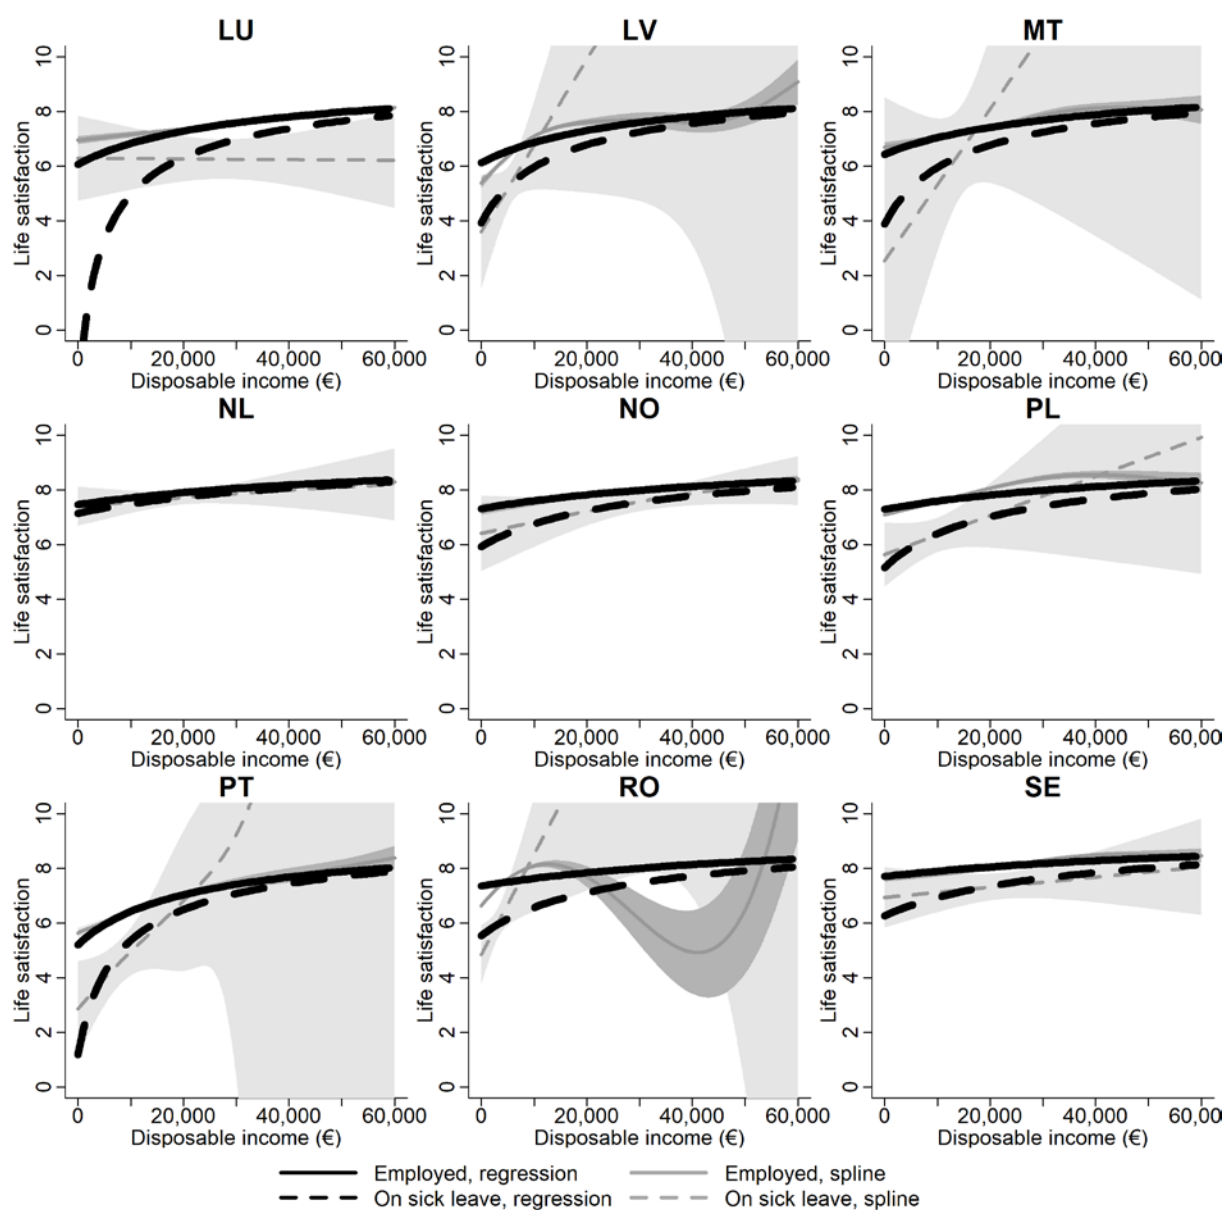 LU LV MT
Life satisfaction
0 2 4 6 8 10
0 20,000 40,000 60,000
Disposable income (€)
Life satisfaction
0 2 4 6 8 10
0 20,000 40,000 60,000
Disposable income (€)
Life satisfaction
0 2 4 6 8 10
0 20,000 40,000 60,000
Disposable income (€)
NL NO PL
Life satisfaction
0 2 4 6 8 10
0 20,000 40,000 60,000
Disposable income (€)
Life satisfaction
0 2 4 6 8 10
0 20,000 40,000 60,000
Disposable income (€)
Life satisfaction
0 2 4 6 8 10
0 20,000 40,000 60,000
Disposable income (€)
PT RO SE
Life satisfaction
0 2 4 6 8 10
0 20,000 40,000 60,000
Disposable income (€)
Life satisfaction
0 2 4 6 8 10
0 20,000 40,000 60,000
Disposable income (€)
Life satisfaction
0 2 4 6 8 10
0 20,000 40,000 60,000
Disposable income (€)
Employed, regression Employed, spline
On sick leave, regression On sick leave, spline